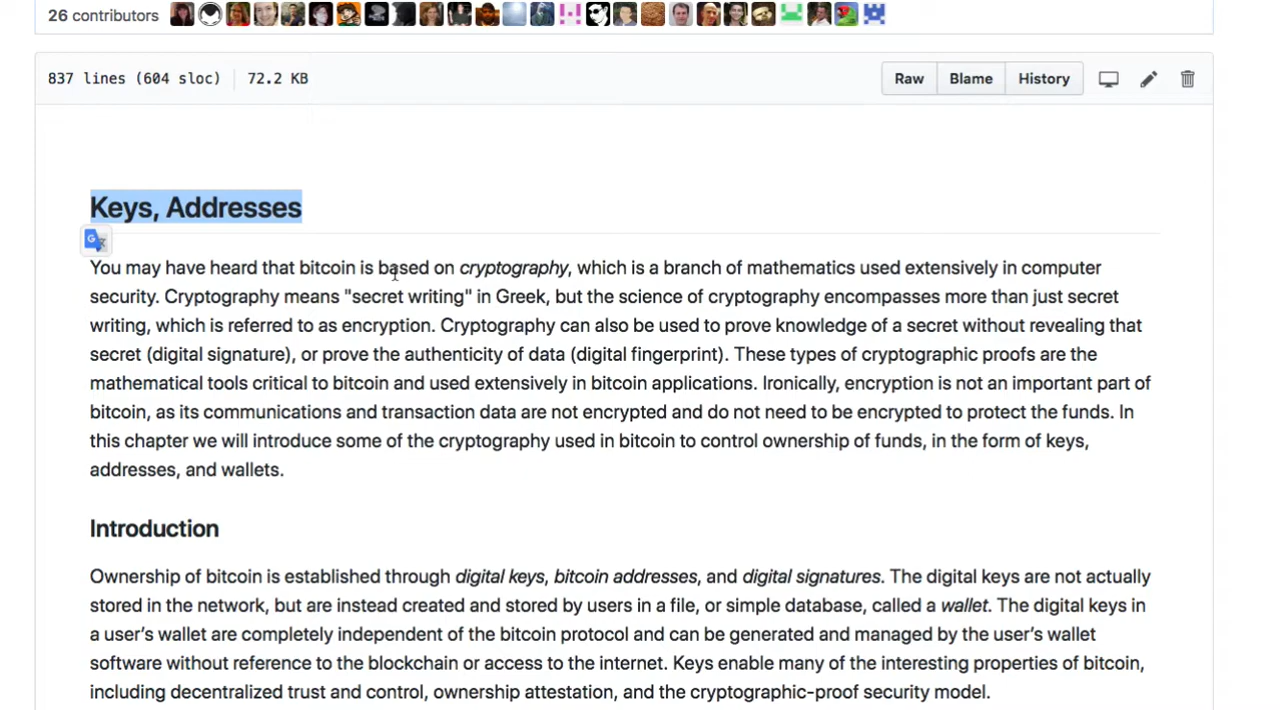 26 contributors
837 lines (604 sloc) 72.2 KB Raw Blame History
Keys, Addresses
You may have heard that bitcoin is based on cryptography, which is a branch of mathematics used extensively in computer
security. Cryptography means "secret writing" in Greek, but the science of cryptography encompasses more than just secret
writing, which is referred to as encryption. Cryptography can also be used to prove knowledge of a secret without revealing that
secret (digital signature), or prove the authenticity of data (digital fingerprint). These types of cryptographic proofs are the
mathematical tools critical to bitcoin and used extensively in bitcoin applications. Ironically, encryption is not an important part of
bitcoin, as its communications and transaction data are not encrypted and do not need to be encrypted to protect the funds. In
this chapter we will introduce some of the cryptography used in bitcoin to control ownership of funds, in the form of keys,
addresses, and wallets.
Introduction
Ownership of bitcoin is established through digital keys, bitcoin addresses, and digital signatures. The digital keys are not actually
stored in the network, but are instead created and stored by users in a file, or simple database, called a wallet. The digital keys in
a user’s wallet are completely independent of the bitcoin protocol and can be generated and managed by the user’s wallet
software without reference to the blockchain or access to the internet. Keys enable many of the interesting properties of bitcoin,
including decentralized trust and control, ownership attestation, and the cryptographic-proof security model.